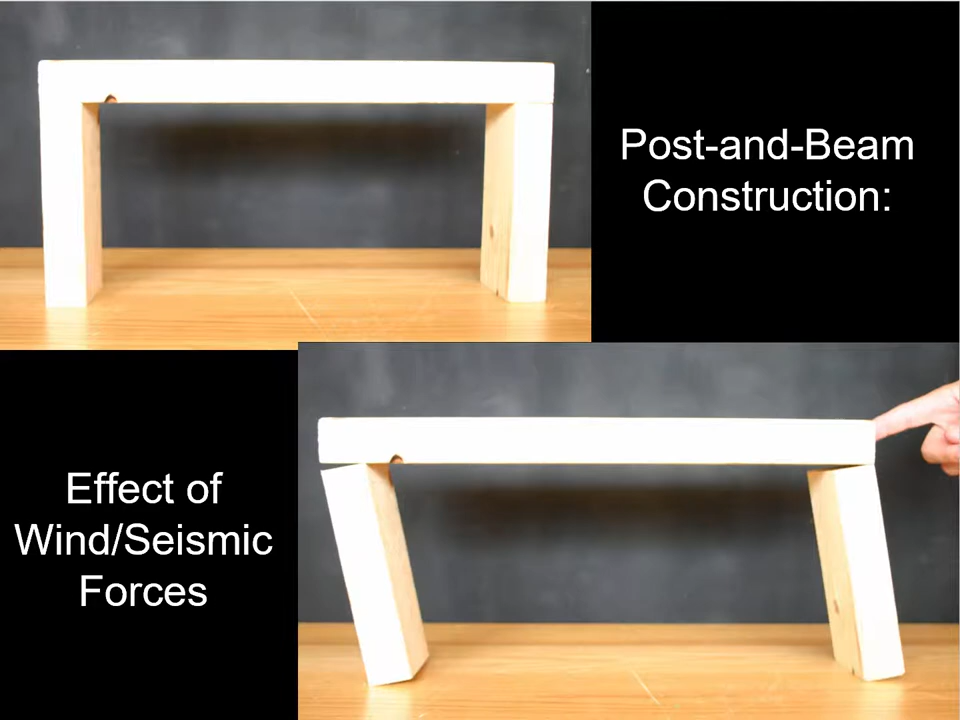 Post-and-Beam
Construction:
Effect of
Wind/Seismic
Forces